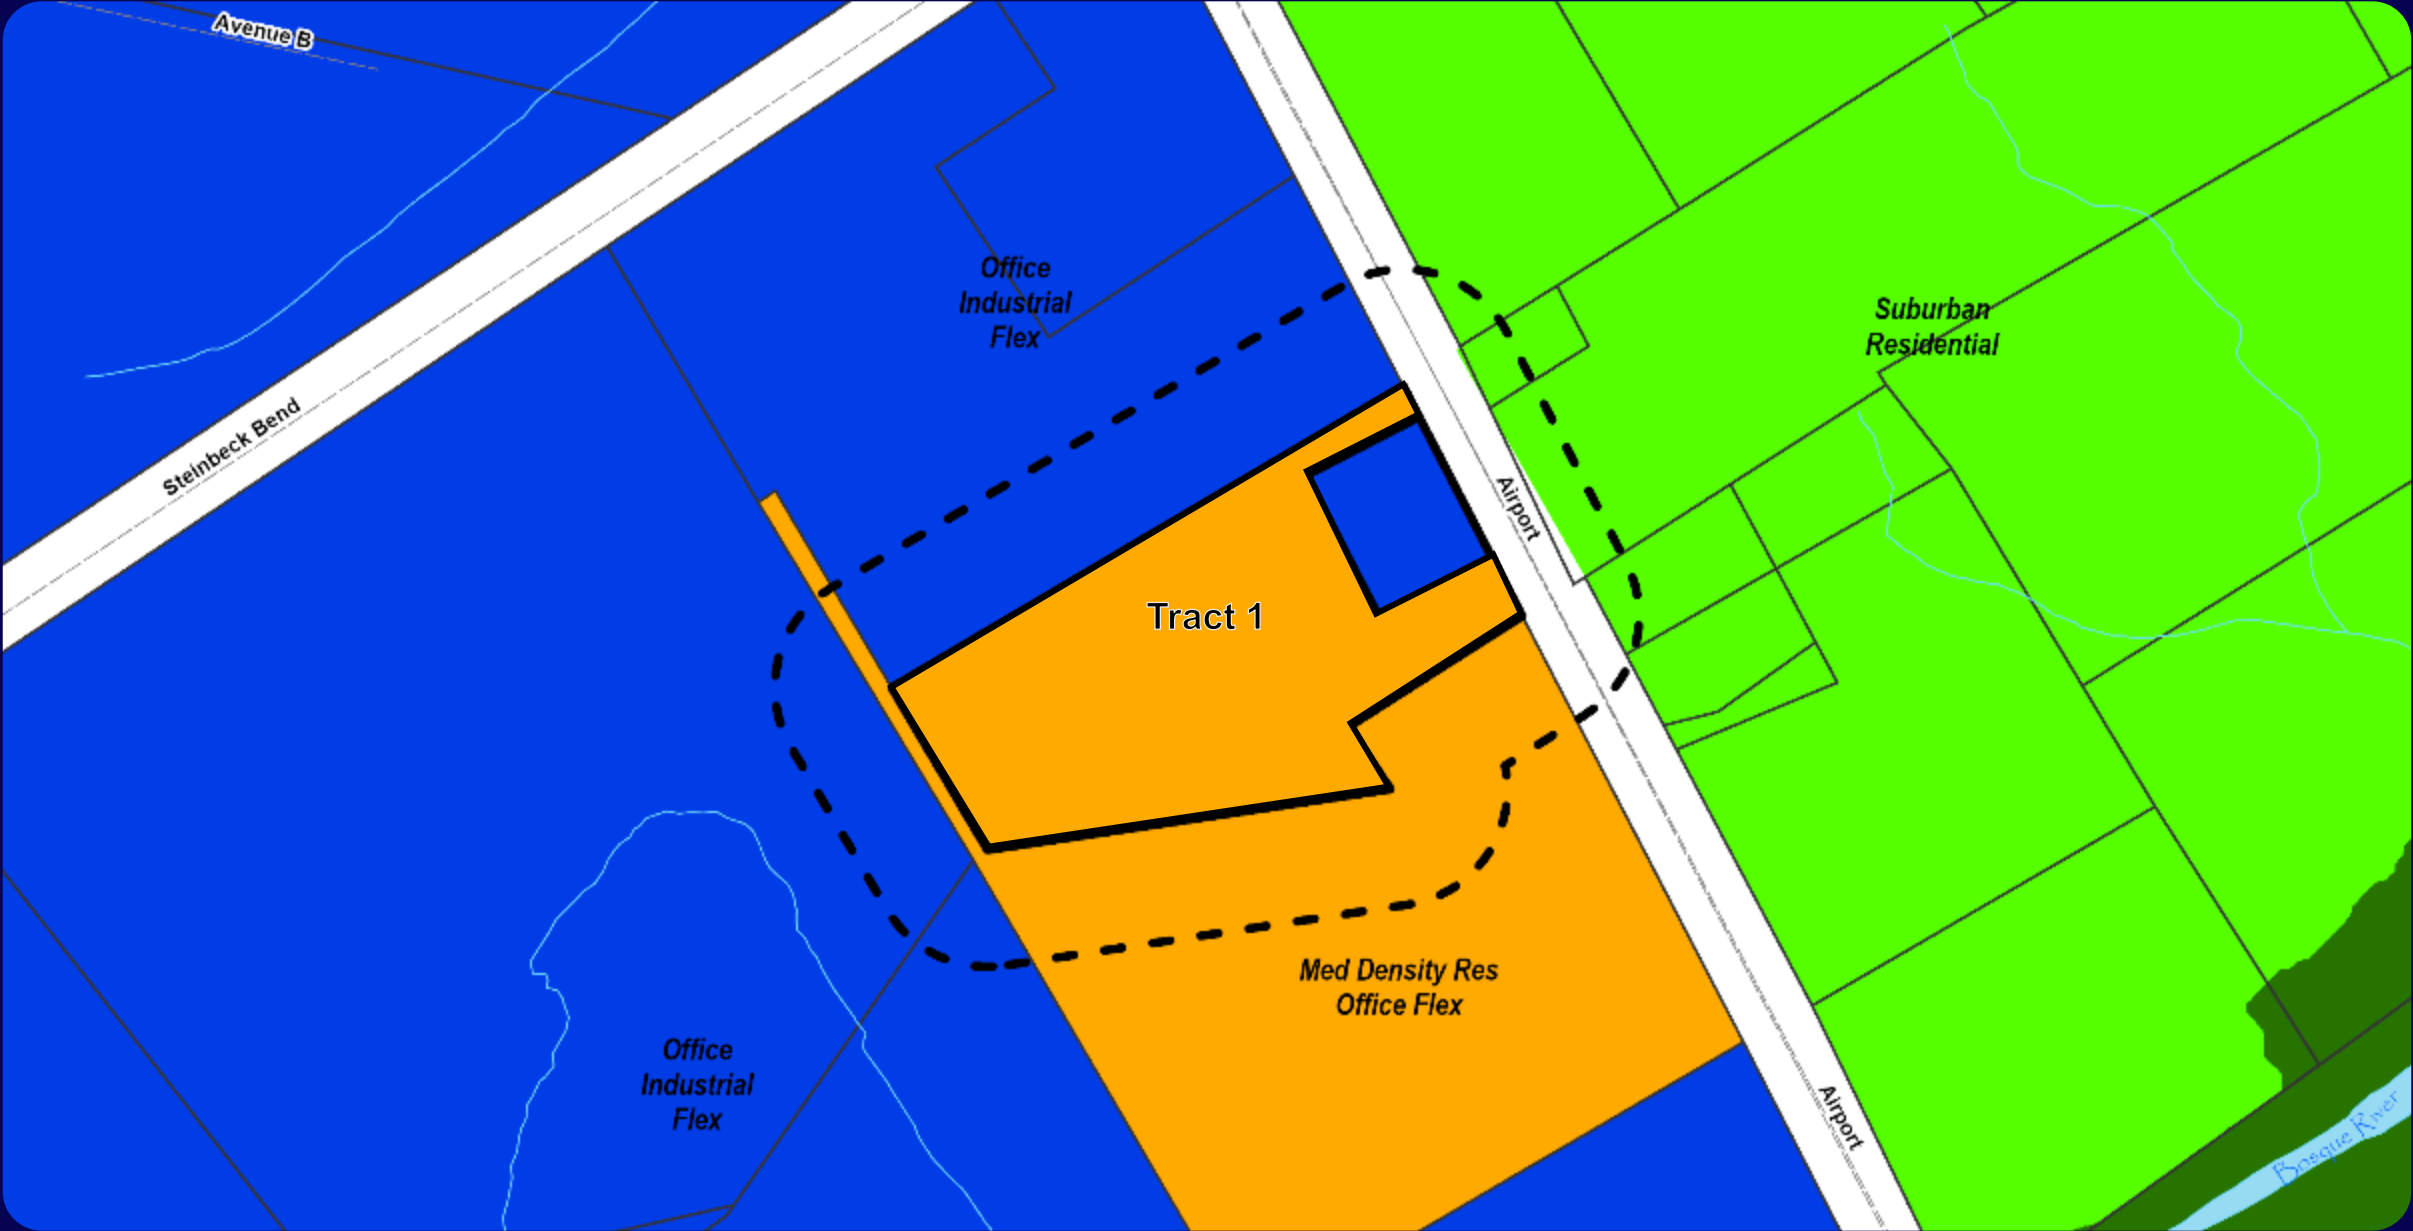 Avenue B
Office
Industrial
Flex
Suburban
Residential
Steinbeck Bend
Airport
Tract 1
Med Density Res
Office Flex
Office
Industrial
Flex
Airport
Bosque River